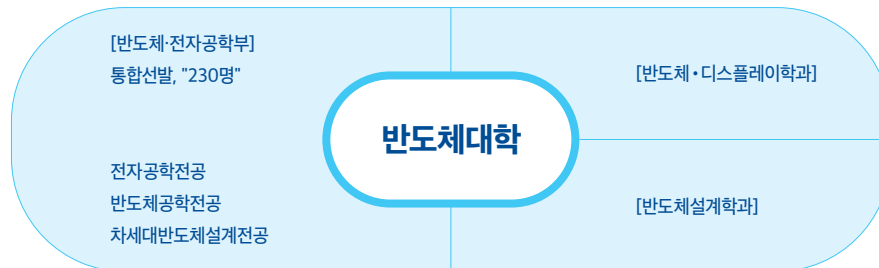 [반도체·전자공학부]
통합선발, "230명"
전자공학전공
반도체공학전공
차세대반도체설계전공
반도체대학
[반도체•디스플레이학과]
[반도체설계학과]